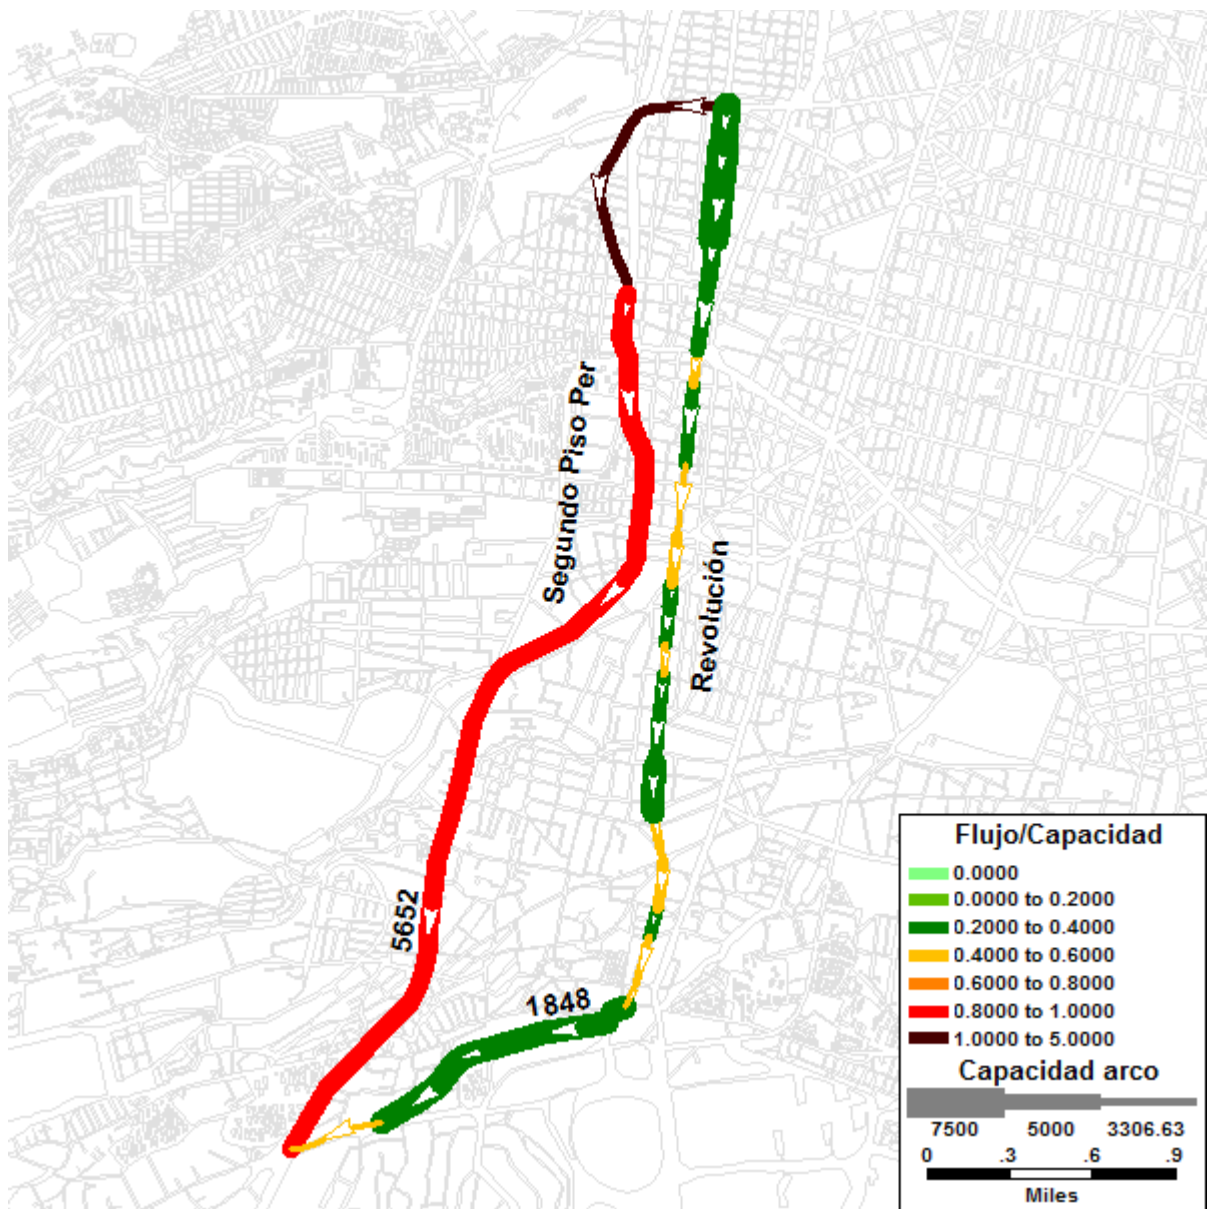 Segundo Piso Per
Revolución
5652
1848
Flujo/Capacidad
0.0000
0.0000 to 0.2000
0.2000 to 0.4000
0.4000 to 0.6000
0.6000 to 0.8000
0.8000 to 1.0000
1.0000 to 5.0000
Capacidad arco
7500 5000 3306.63
0 .3 .6 .9
Miles